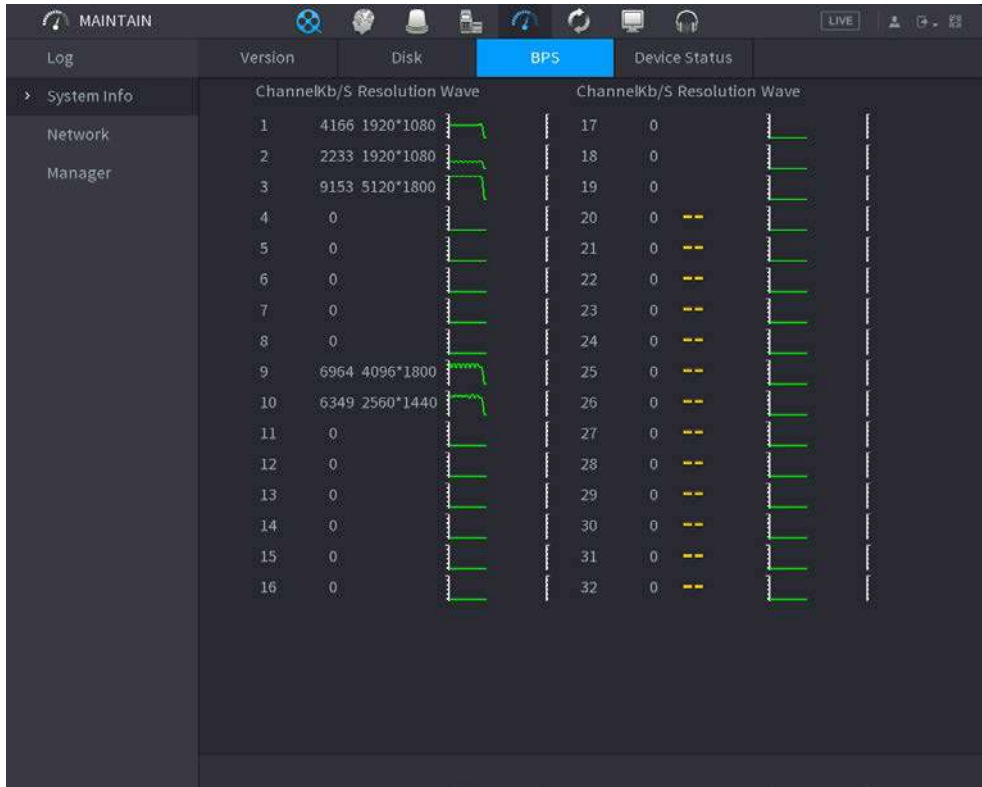 MAINTAIN
LIVE
Log
System Info
Network
Manager
Version Disk BPS Device Status
ChannelKb/S Resolution Wave ChannelKb/S Resolution Wave
1 4166 1920*1080 17 0
2 2233 1920*1080 18 0
3 9153 5120*1800 19 0
4 0 20 0 --
5 0 21 0 --
6 0 22 0 --
7 0 23 0 --
8 0 24 0 --
9 6964 4096*1800 25 0 --
10 6349 2560*1440 26 0 --
11 0 27 0 --
12 0 28 0 --
13 0 29 0 --
14 0 30 0 --
15 0 31 0 --
16 0 32 0 --